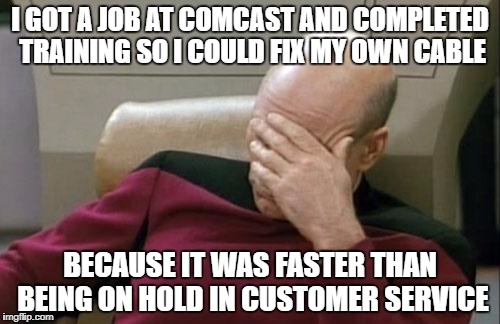 I GOT A JOB AT COMCAST AND COMPLETED
TRAINING SO I COULD FIX MY OWN CABLE
BECAUSE IT WAS FASTER THAN
BEING ON HOLD IN CUSTOMER SERVICE
imgflip.com